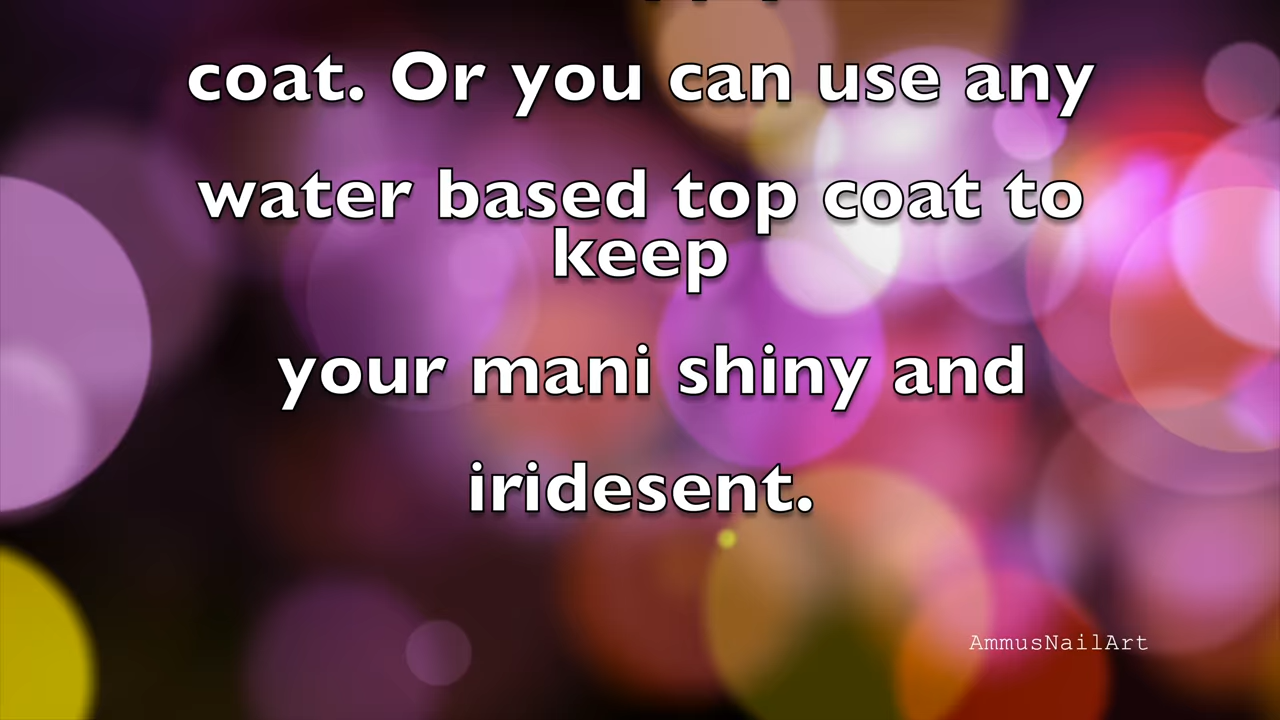 coat. Or you can use any
water based top coat to
keep
your mani shiny and
iridesent.
AmmusNailArt